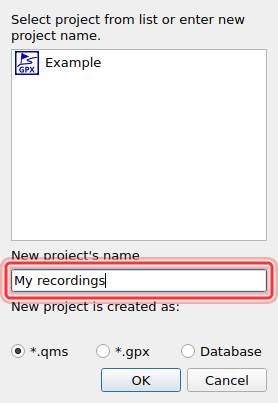 Select project from list or enter new
project name.
GPX
Example
New project's name
My recordings
New project is created as:
*.qms
*.gpx
Database
OK
Cancel